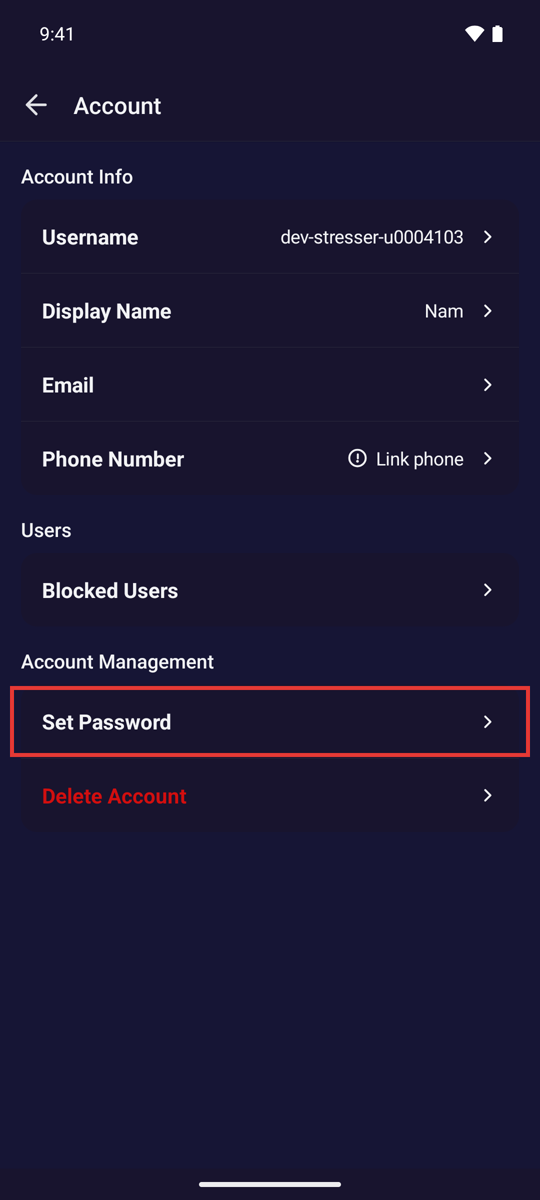 9:41
Account
Account Info
Username dev-stresser-u0004103
Display Name Nam
Email
Phone Number Link phone
Users
Blocked Users
Account Management
Set Password
Delete Account